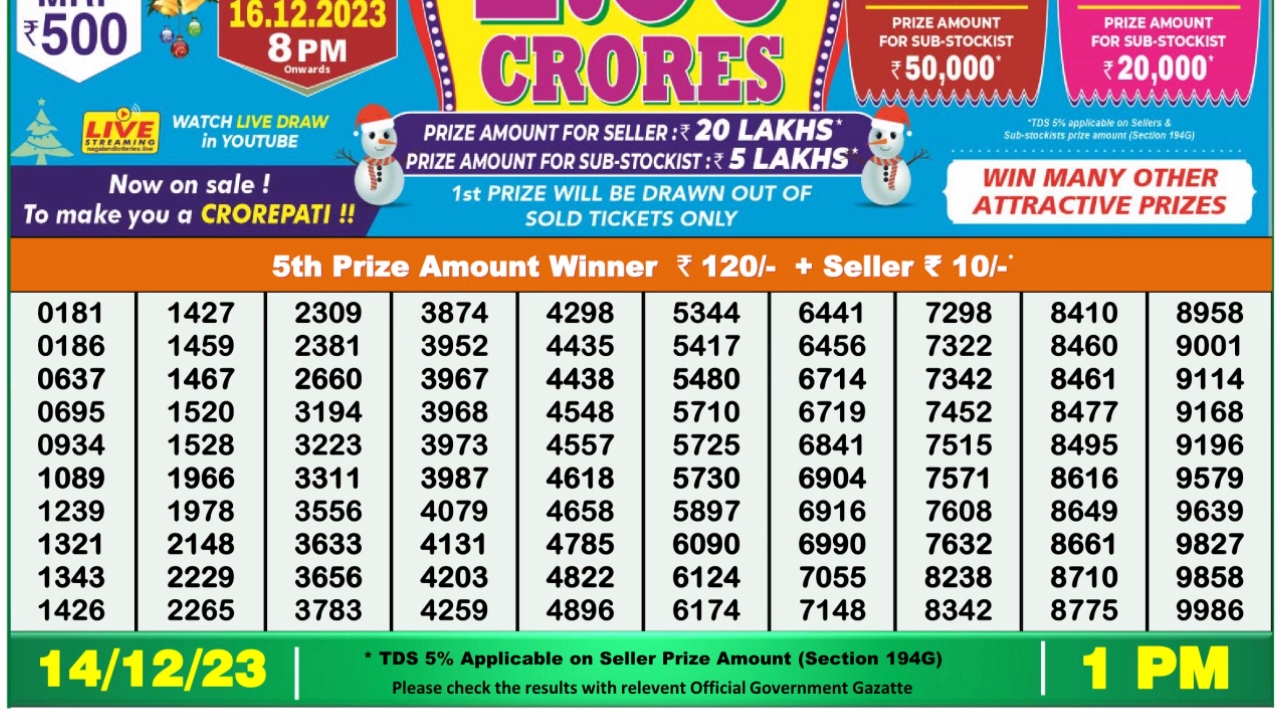 ₹500
16.12.2023
8 PM
Onwards
CRORES
PRIZE AMOUNT
FOR SUB-STOCKIST
₹50,000*
PRIZE AMOUNT
FOR SUB-STOCKIST
₹20,000*
LIVE
STREAMING
nagalandlotteries.live
WATCH LIVE DRAW
in YOUTUBE
PRIZE AMOUNT FOR SELLER :₹ 20 LAKHS*
PRIZE AMOUNT FOR SUB-STOCKIST :₹ 5 LAKHS*
*TDS 5% applicable on Sellers &
Sub-stockists prize amount (Section 194G)
Now on sale !
To make you a CROREPATI !!
1st PRIZE WILL BE DRAWN OUT OF
SOLD TICKETS ONLY
WIN MANY OTHER
ATTRACTIVE PRIZES
5th Prize Amount Winner ₹ 120/- + Seller ₹ 10/-*
0181 1427 2309 3874 4298 5344 6441 7298 8410 8958
0186 1459 2381 3952 4435 5417 6456 7322 8460 9001
0637 1467 2660 3967 4438 5480 6714 7342 8461 9114
0695 1520 3194 3968 4548 5710 6719 7452 8477 9168
0934 1528 3223 3973 4557 5725 6841 7515 8495 9196
1089 1966 3311 3987 4618 5730 6904 7571 8616 9579
1239 1978 3556 4079 4658 5897 6916 7608 8649 9639
1321 2148 3633 4131 4785 6090 6990 7632 8661 9827
1343 2229 3656 4203 4822 6124 7055 8238 8710 9858
1426 2265 3783 4259 4896 6174 7148 8342 8775 9986
14/12/23
* TDS 5% Applicable on Seller Prize Amount (Section 194G)
Please check the results with relevent Official Government Gazatte
1 PM